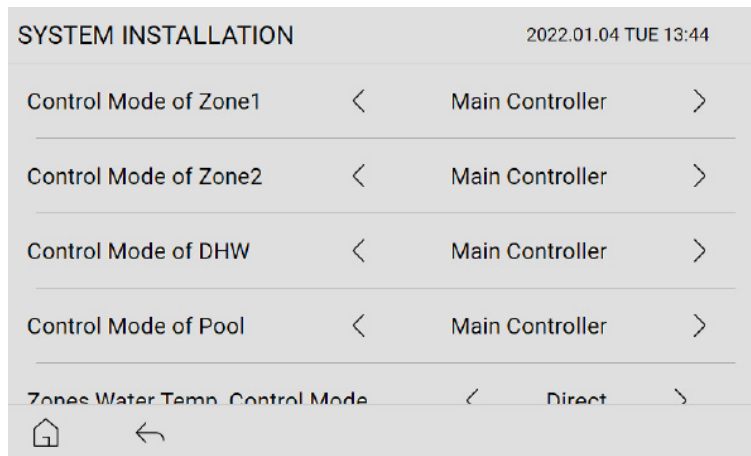 SYSTEM INSTALLATION 2022.01.04 TUE 13:44
Control Mode of Zone1 < Main Controller >
Control Mode of Zone2 < Main Controller >
Control Mode of DHW < Main Controller >
Control Mode of Pool < Main Controller >
Zones Water Temp. Control Mode < Direct >